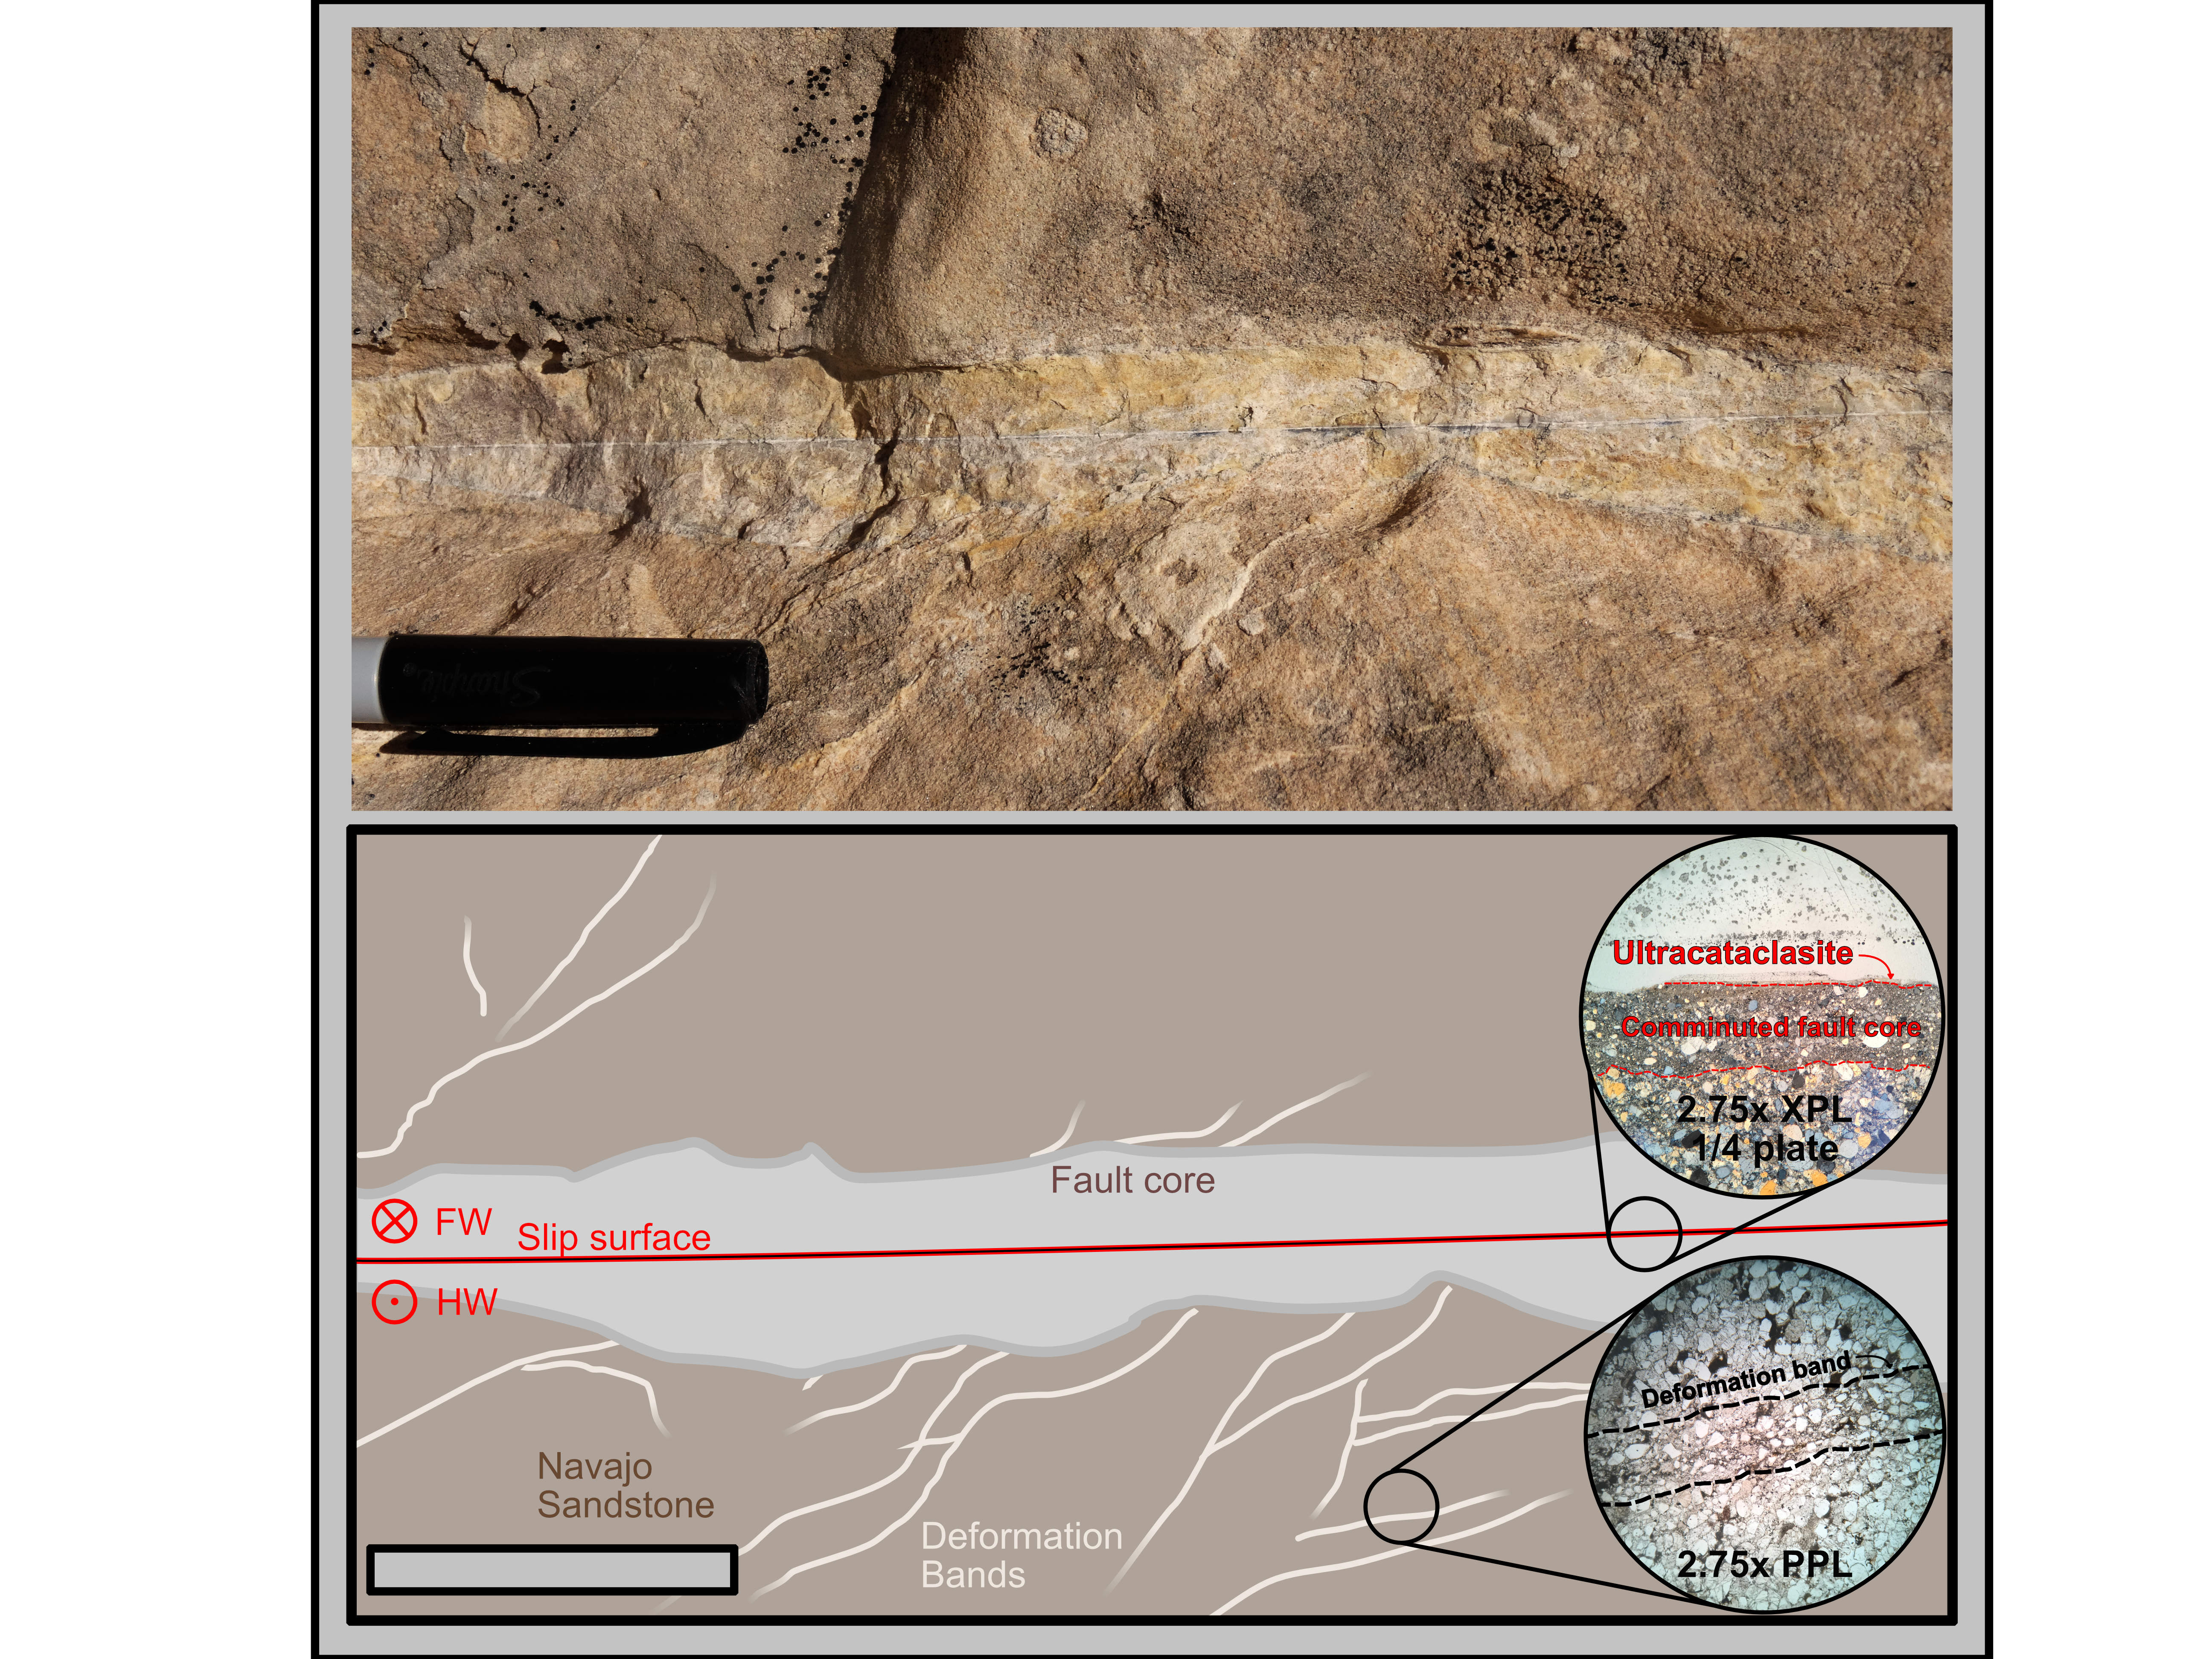 Sharpie
Ultracataclasite
Comminuted fault core
2.75x XPL
1/4 plate
Fault core
FW
Slip surface
HW
Deformation band
Navajo
Sandstone
Deformation
Bands
2.75x PPL